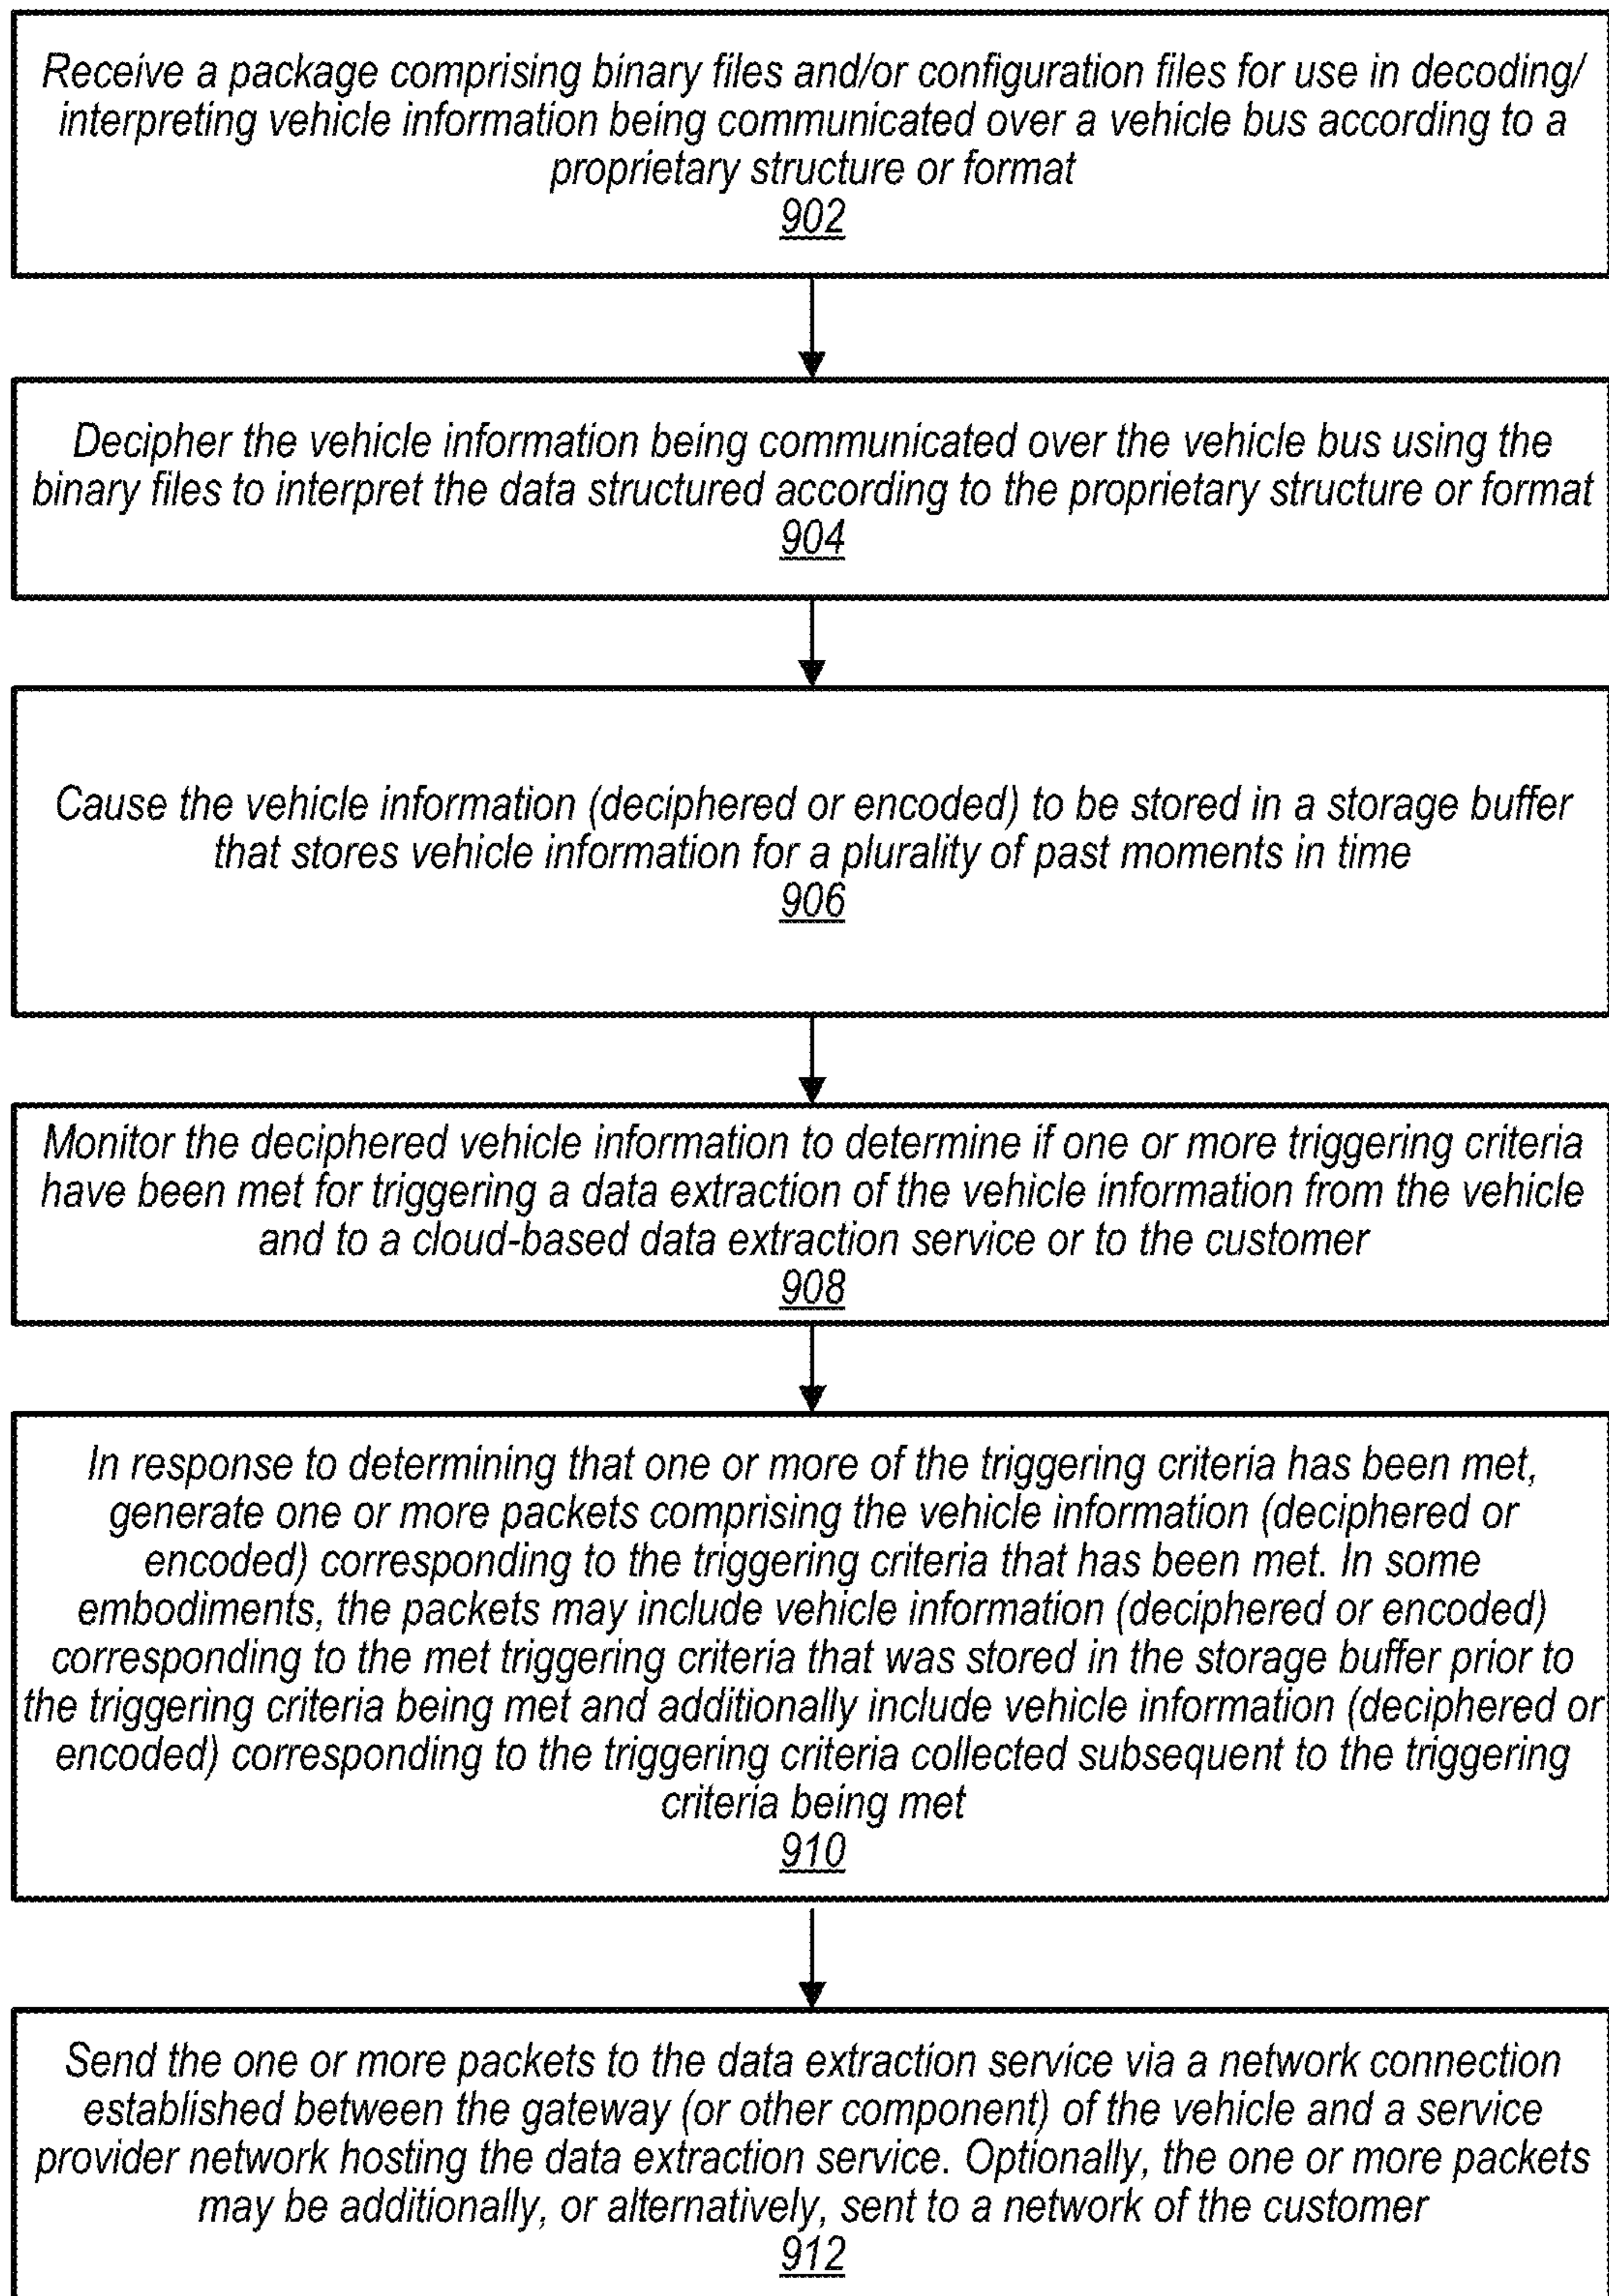 Receive a package comprising binary files and/or configuration files for use in decoding/
interpreting vehicle information being communicated over a vehicle bus according to a
proprietary structure or format
902
Decipher the vehicle information being communicated over the vehicle bus using the
binary files to interpret the data structured according to the proprietary structure or format
904
Cause the vehicle information (deciphered or encoded) to be stored in a storage buffer
that stores vehicle information for a plurality of past moments in time
906
Monitor the deciphered vehicle information to determine if one or more triggering criteria
have been met for triggering a data extraction of the vehicle information from the vehicle
and to a cloud-based data extraction service or to the customer
908
In response to determining that one or more of the triggering criteria has been met,
generate one or more packets comprising the vehicle information (deciphered or
encoded) corresponding to the triggering criteria that has been met. In some
embodiments, the packets may include vehicle information (deciphered or encoded)
corresponding to the met triggering criteria that was stored in the storage buffer prior to
the triggering criteria being met and additionally include vehicle information (deciphered or
encoded) corresponding to the triggering criteria collected subsequent to the triggering
criteria being met
910
Send the one or more packets to the data extraction service via a network connection
established between the gateway (or other component) of the vehicle and a service
provider network hosting the data extraction service. Optionally, the one or more packets
may be additionally, or alternatively, sent to a network of the customer
912